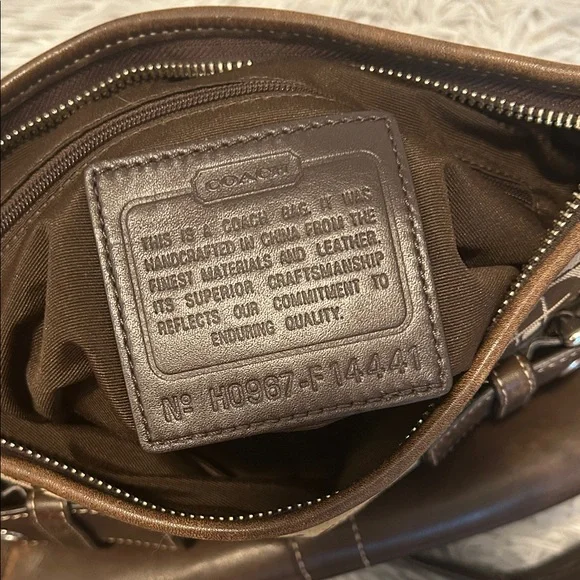 COACH
THIS IS A COACH BAG. IT WAS
HANDCRAFTED IN CHINA FROM THE
FINEST MATERIALS AND LEATHER.
ITS SUPERIOR CRAFTSMANSHIP
REFLECTS OUR COMMITMENT TO
ENDURING QUALITY.
Nº H0967-F14441